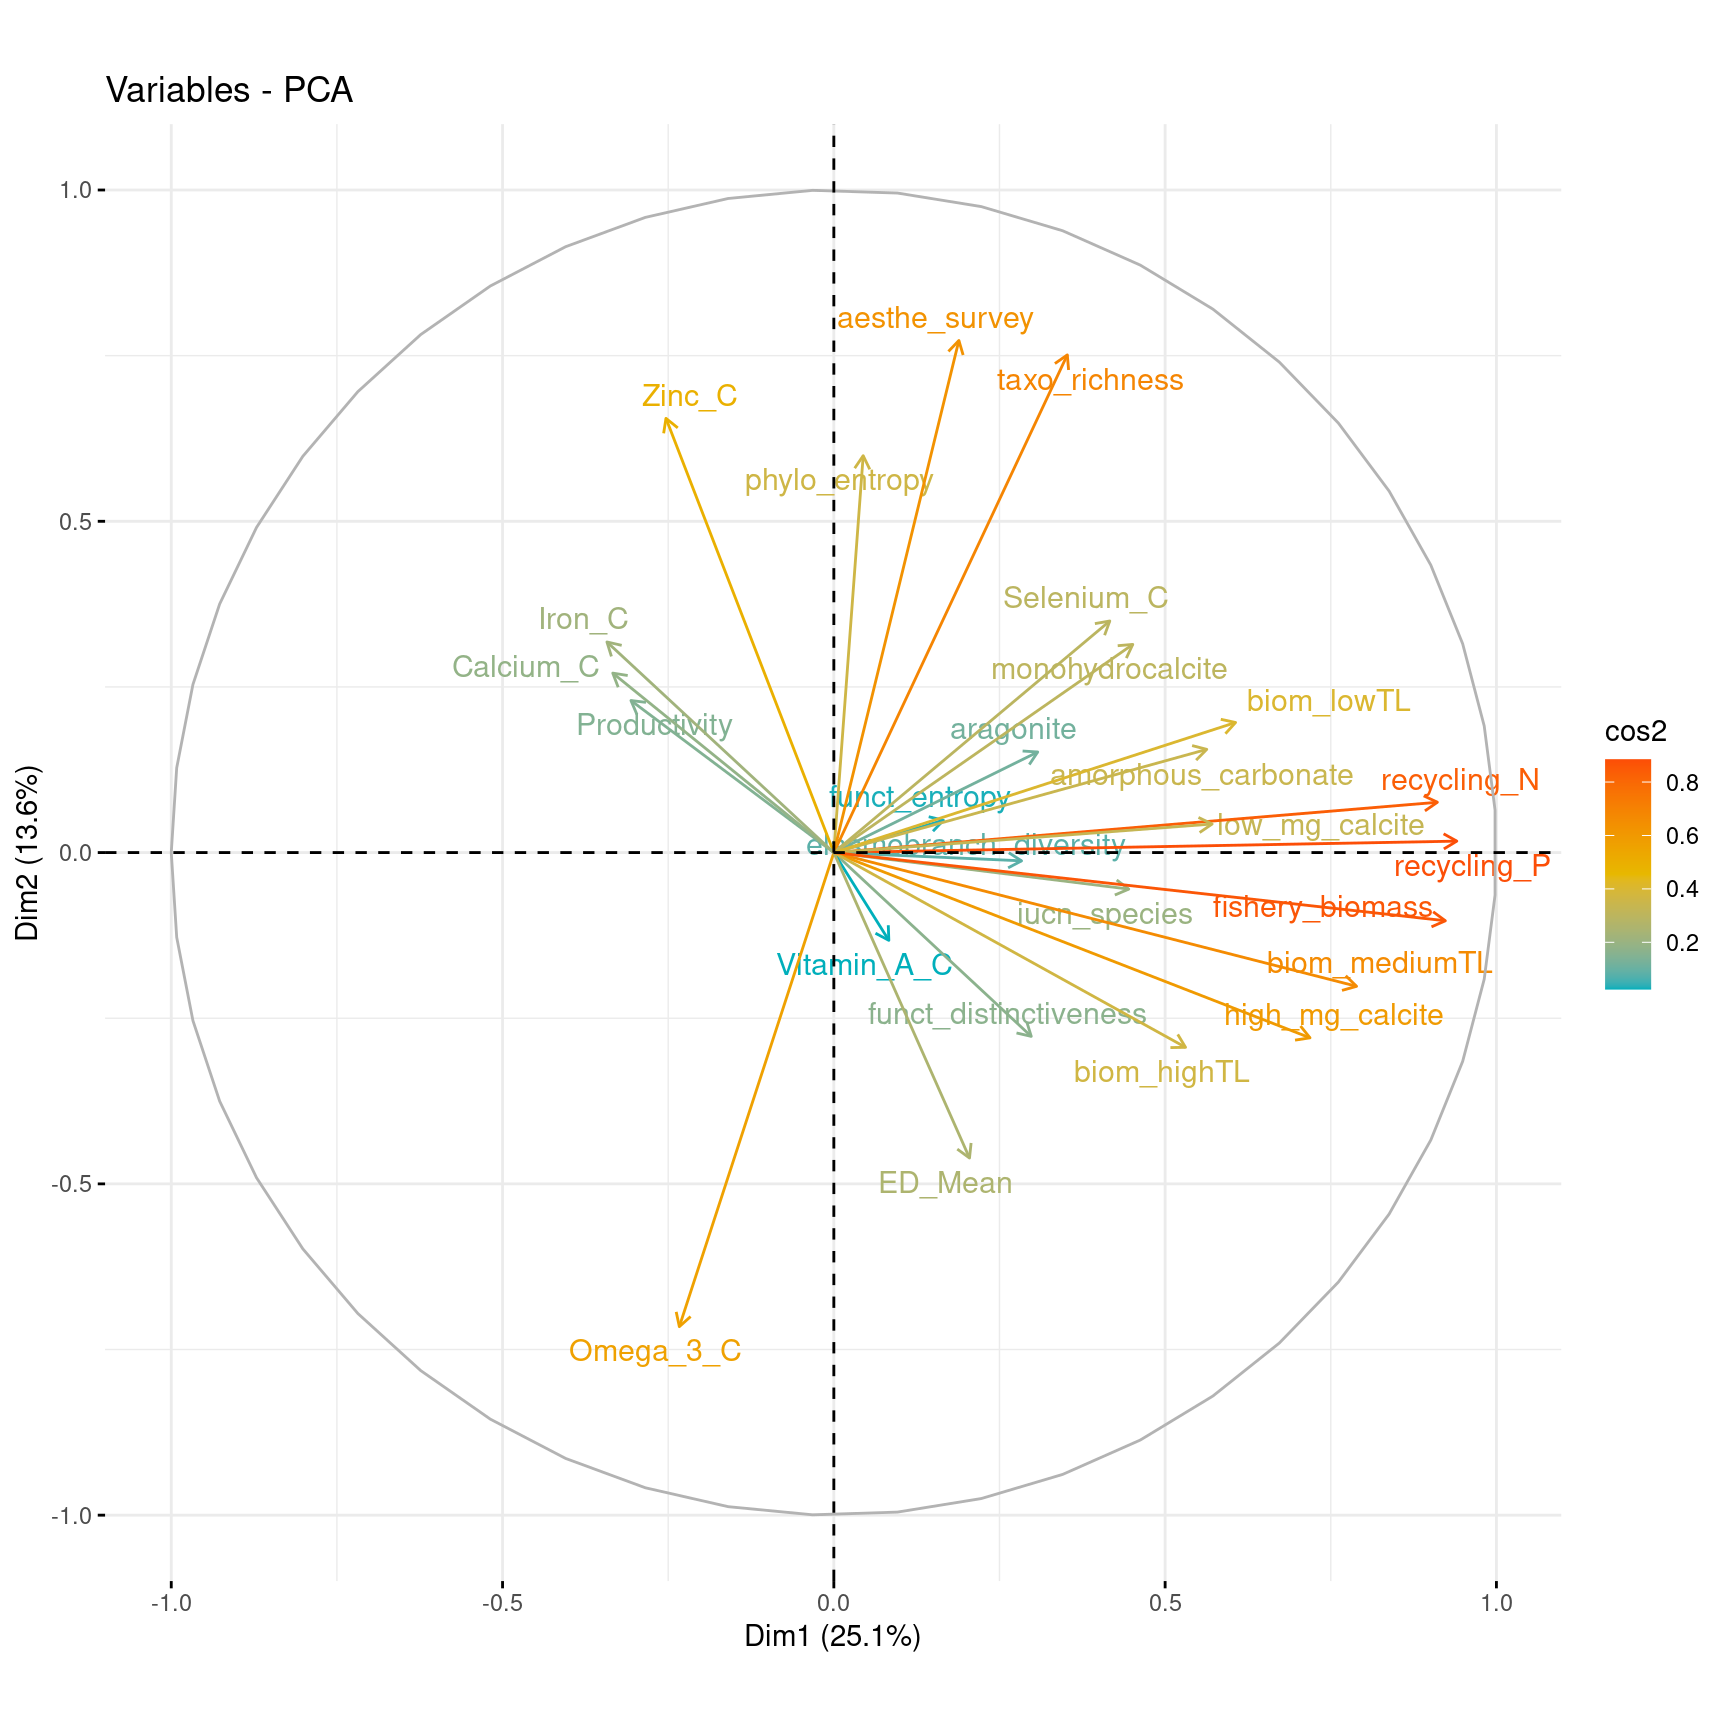 Variables - PCA
1.0
aesthe_survey
taxo_richness
Zinc_C
phylo_entropy
0.5
Selenium_C
Iron_C
Calcium_C
monohydrocalcite
biom_lowTL
Productivity
aragonite
cos2
amorphous_carbonate
recycling_N
0.8
funct_entropy
low_mg_calcite
0.6
elasmobranch_diversity
0.0
recycling_P
0.4
fishery_biomass
iucn_species
0.2
Vitamin_A_C
biom_mediumTL
funct_distinctiveness
high_mg_calcite
biom_highTL
ED_Mean
-0.5
Omega_3_C
-1.0
-1.0
-0.5
0.0
0.5
1.0
Dim1 (25.1%)
Dim2 (13.6%)